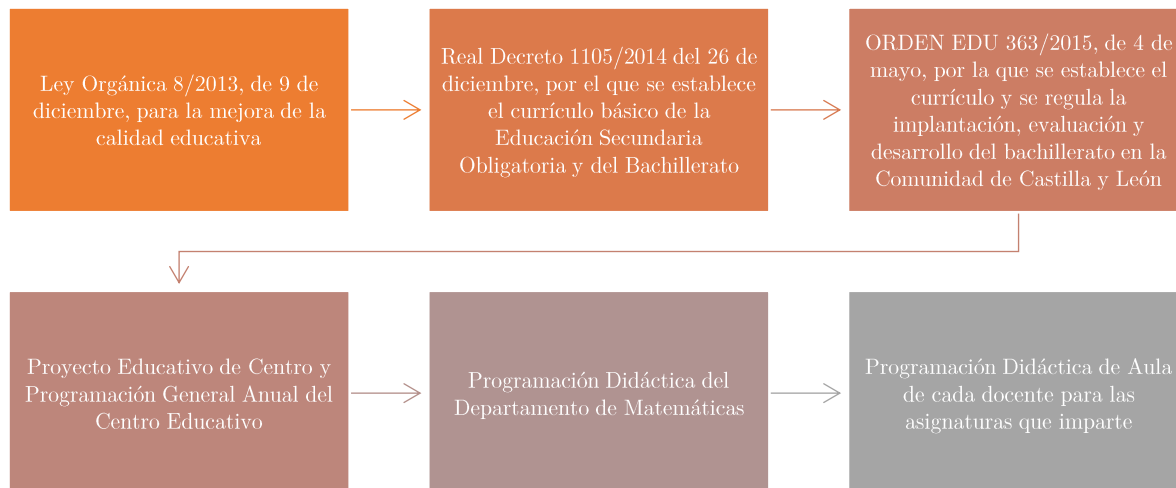 Ley Orgánica 8/2013, de 9 de
diciembre, para la mejora de la
calidad educativa
Real Decreto 1105/2014 del 26 de
diciembre, por el que se establece
el currículo básico de la
Educación Secundaria
Obligatoria y del Bachillerato
ORDEN EDU 363/2015, de 4 de
mayo, por la que se establece el
currículo y se regula la
implantación, evaluación y
desarrollo del bachillerato en la
Comunidad de Castilla y León
Proyecto Educativo de Centro y
Programación General Anual del
Centro Educativo
Programación Didáctica del
Departamento de Matemáticas
Programación Didáctica de Aula
de cada docente para las
asignaturas que imparte